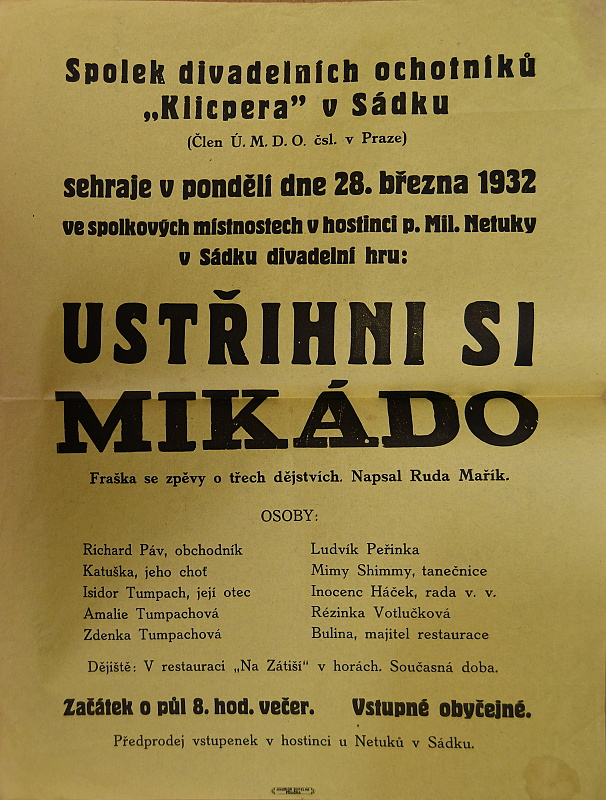 Spolek divadelních ochotníků
„Klicpera” v Sádku
(Člen Ú. M. D. O. čsl. v Praze)
sehraje v pondělí dne 28. března 1932
ve spolkových místnostech v hostinci p. Mil. Netuky
v Sádku divadelní hru:
USTŘIHNI SI
MIKÁDO
Fraška se zpěvy o třech dějstvích. Napsal Ruda Mařík.
OSOBY:
Richard Páv, obchodník
Katuška, jeho choť
Isidor Tumpach, její otec
Amalie Tumpachová
Zdenka Tumpachová
Ludvík Peřinka
Mimy Shimmy, tanečnice
Inocenc Háček, rada v. v.
Rézinka Votlučková
Bulina, majitel restaurace
Dějiště: V restauraci „Na Zátiší” v horách. Současná doba.
Začátek o půl 8. hod. večer. Vstupné obyčejné.
Předprodej vstupenek v hostinci u Netuků v Sádku.